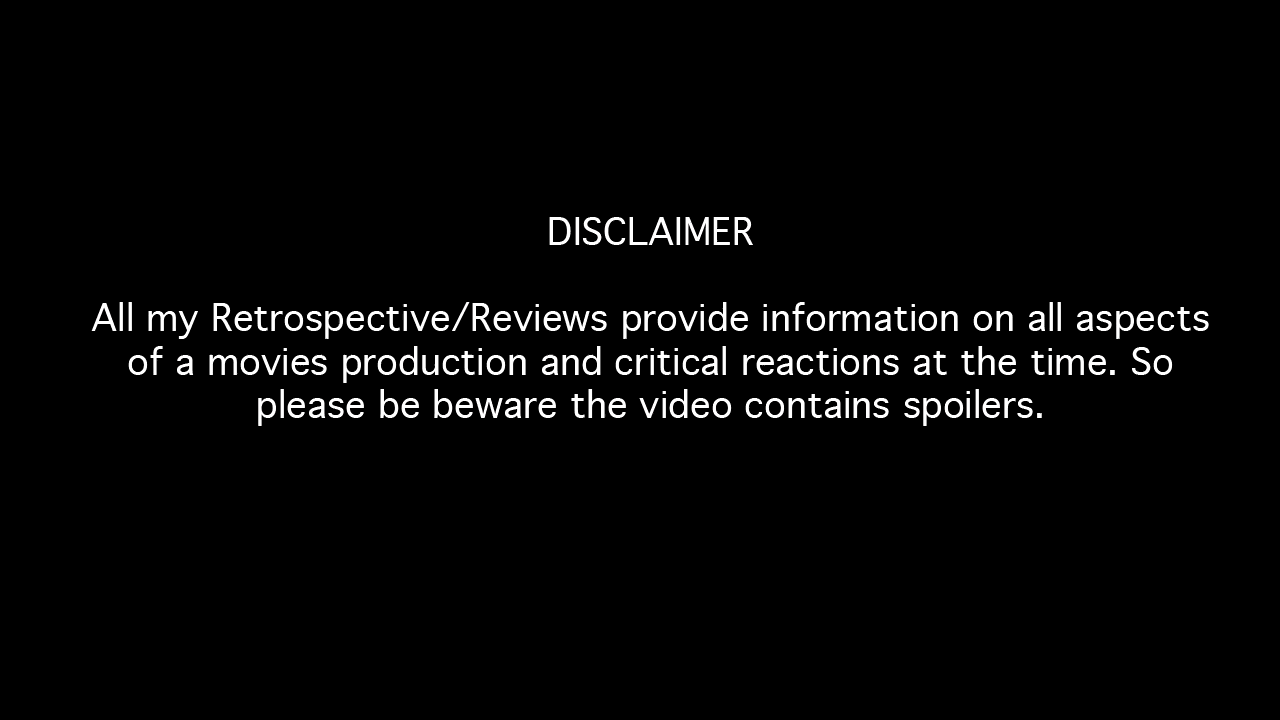 DISCLAIMER
All my Retrospective/Reviews provide information on all aspects
of a movies production and critical reactions at the time. So
please be beware the video contains spoilers.